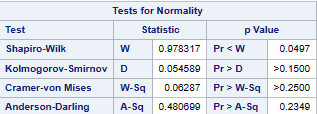 Tests for Normality
Test Statistic p Value
Shapiro-Wilk W 0.978317 Pr < W 0.0497
Kolmogorov-Smirnov D 0.054589 Pr > D >0.1500
Cramer-von Mises W-Sq 0.06287 Pr > W-Sq >0.2500
Anderson-Darling A-Sq 0.480699 Pr > A-Sq 0.2349